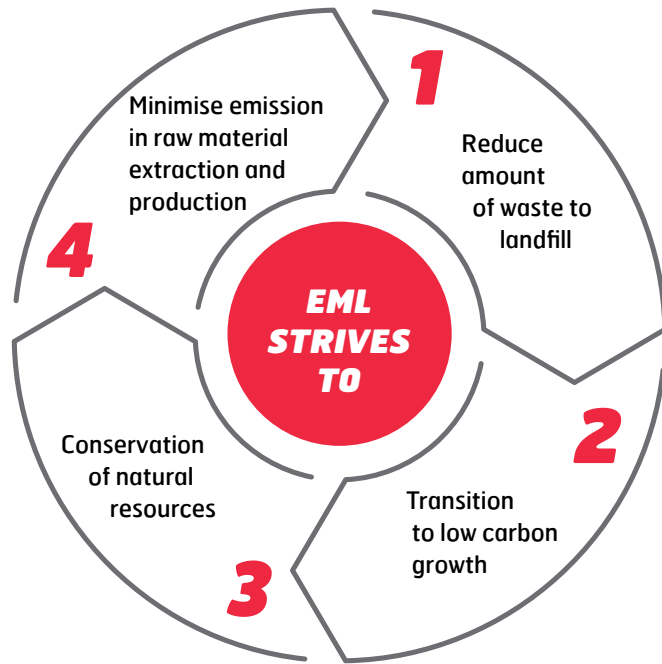 EML
STRIVES
TO
1
Reduce
amount
of waste to
landfill
2
Transition
to low carbon
growth
3
Conservation
of natural
resources
4
Minimise emission
in raw material
extraction and
production